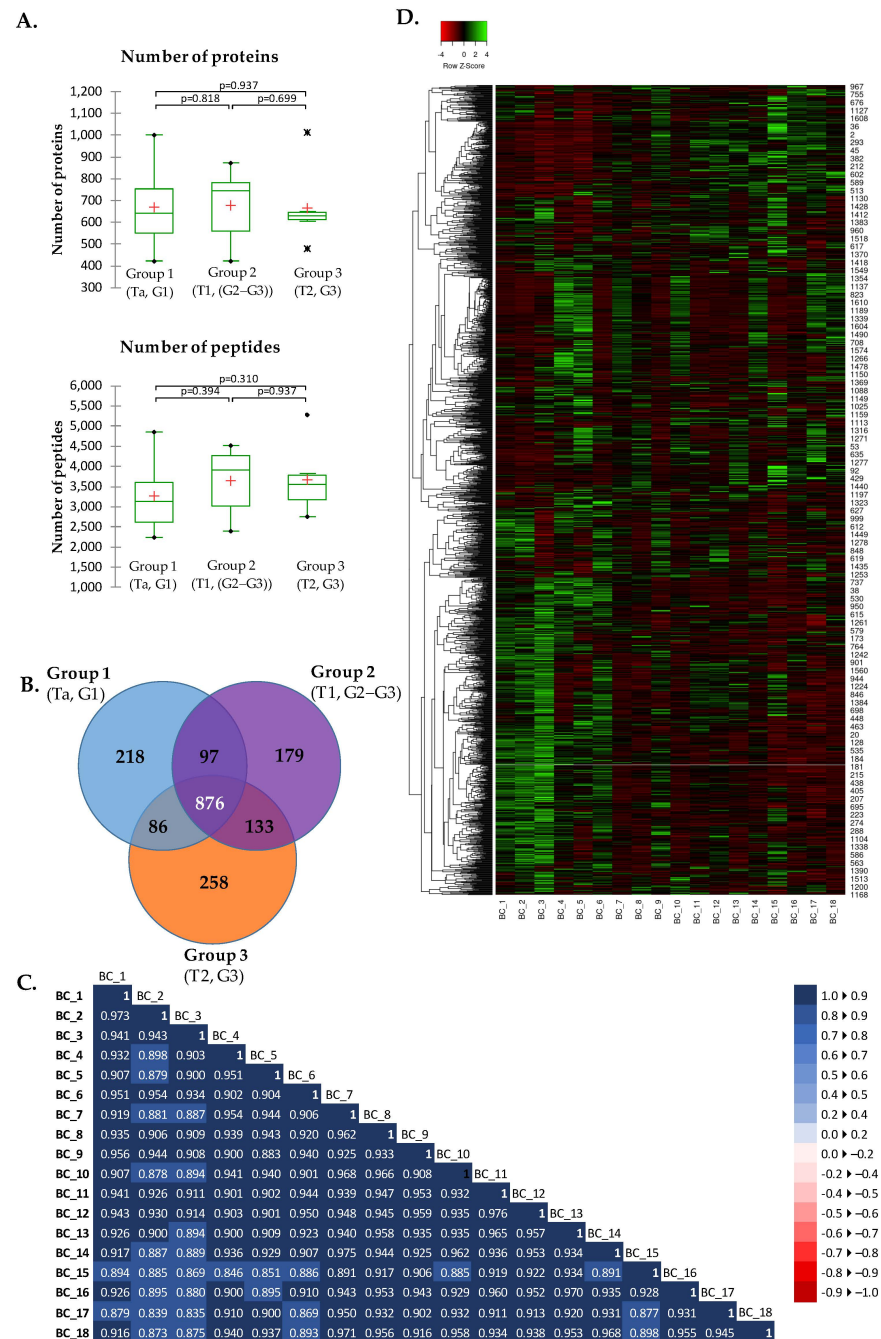 A.
Number of proteins
p=0.937
p=0.818 p=0.699
Number of proteins
1,200
1,100
1,000
900
800
700
600
500
400
300
Group 1 Group 2 Group 3
(Ta, G1) (T1, (G2−G3)) (T2, G3)
Number of peptides
p=0.310
p=0.394 p=0.937
Number of peptides
6,000
5,500
5,000
4,500
4,000
3,500
3,000
2,500
2,000
1,500
1,000
Group 1 Group 2 Group 3
(Ta, G1) (T1, (G2−G3)) (T2, G3)
B.
Group 1
(Ta, G1)
Group 2
(T1, G2−G3)
218 97 179
876
86 133
258
Group 3
(T2, G3)
C.
BC_1
BC_1 1 BC_2
BC_2 0.973 1 BC_3
BC_3 0.941 0.943 1 BC_4
BC_4 0.932 0.898 0.903 1 BC_5
BC_5 0.907 0.879 0.900 0.951 1 BC_6
BC_6 0.951 0.954 0.934 0.902 0.904 1 BC_7
BC_7 0.919 0.881 0.887 0.954 0.944 0.906 1 BC_8
BC_8 0.935 0.906 0.909 0.939 0.943 0.920 0.962 1 BC_9
BC_9 0.956 0.944 0.908 0.900 0.883 0.940 0.925 0.933 1 BC_10
BC_10 0.907 0.878 0.894 0.941 0.940 0.901 0.968 0.966 0.908 1 BC_11
BC_11 0.941 0.926 0.911 0.901 0.902 0.944 0.939 0.947 0.953 0.932 1 BC_12
BC_12 0.943 0.930 0.914 0.903 0.901 0.950 0.948 0.945 0.959 0.935 0.976 1 BC_13
BC_13 0.926 0.900 0.894 0.900 0.909 0.923 0.940 0.958 0.935 0.935 0.965 0.957 1 BC_14
BC_14 0.917 0.887 0.889 0.936 0.929 0.907 0.975 0.944 0.925 0.962 0.936 0.953 0.934 1 BC_15
BC_15 0.894 0.885 0.869 0.846 0.851 0.886 0.891 0.917 0.906 0.885 0.919 0.922 0.934 0.891 1 BC_16
BC_16 0.926 0.895 0.880 0.900 0.895 0.910 0.943 0.953 0.943 0.929 0.960 0.952 0.970 0.935 0.928 1 BC_17
BC_17 0.879 0.839 0.835 0.910 0.900 0.869 0.950 0.932 0.902 0.932 0.911 0.913 0.920 0.931 0.877 0.931 1 BC_18
BC_18 0.916 0.873 0.875 0.940 0.937 0.893 0.971 0.956 0.916 0.958 0.934 0.938 0.953 0.968 0.898 0.955 0.945 1
1.0 ▸ 0.9
0.8 ▸ 0.9
0.7 ▸ 0.8
0.6 ▸ 0.7
0.5 ▸ 0.6
0.4 ▸ 0.5
0.2 ▸ 0.4
0.0 ▸ 0.2
0.0 ▸ −0.2
-0.2 ▸ −0.4
-0.4 ▸ −0.5
-0.5 ▸ −0.6
-0.6 ▸ −0.7
-0.7 ▸ −0.8
-0.8 ▸ −0.9
-0.9 ▸ −1.0
D.
-4 -2 0 2 4
Row Z-Score
967
755
676
1127
1608
36
2
293
45
382
212
602
589
513
1130
1428
1412
1383
960
1518
617
1370
1418
1549
1354
1137
823
1610
1189
1339
1604
1490
708
1574
1266
1478
1150
1369
1088
1149
1025
1159
1113
1316
1271
53
635
1277
92
429
1440
1197
1323
627
999
612
1449
1278
848
619
1435
1253
737
38
530
950
615
1261
579
173
764
1242
901
1560
944
1224
846
1384
698
448
463
20
128
535
184
181
215
438
405
207
695
223
274
288
1104
1338
586
563
1390
1513
1200
1168
BC_1 BC_2 BC_3 BC_4 BC_5 BC_6 BC_7 BC_8 BC_9 BC_10 BC_11 BC_12 BC_13 BC_14 BC_15 BC_16 BC_17 BC_18